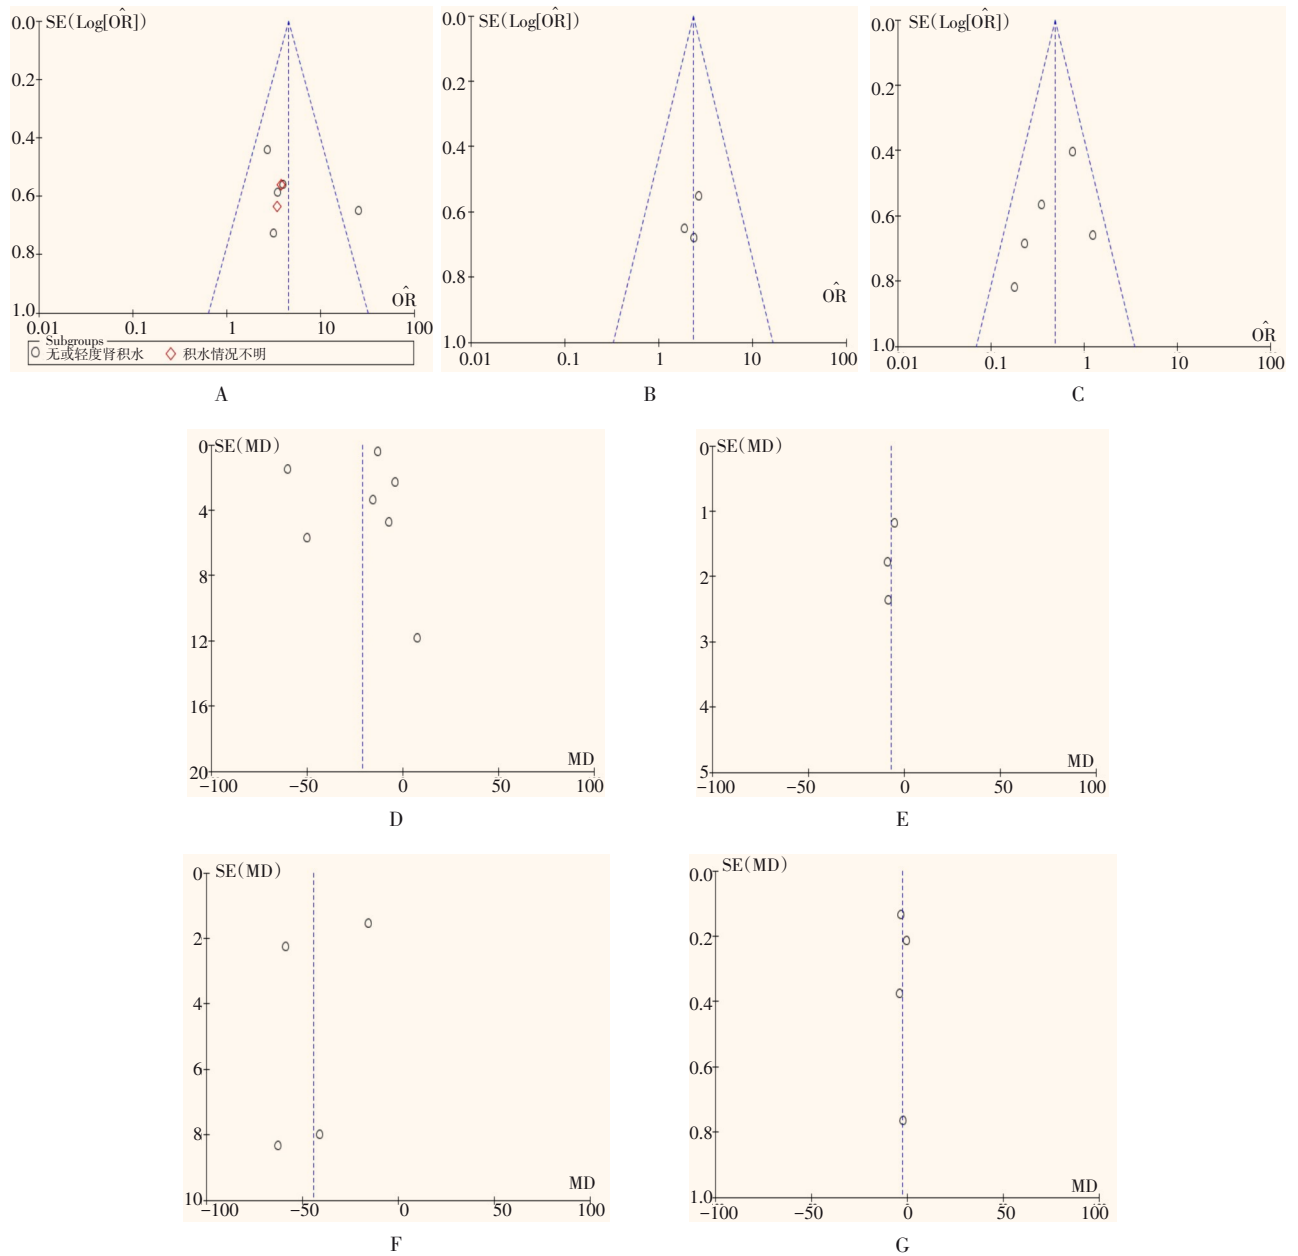 0.0 SE(Log[OR̂])
0.2
0.4
0.6
0.8
1.0
OR̂
0.01 0.1 1 10 100
Subgroups
无或轻度肾积水 积水情况不明
A
0.0 SE(Log[OR̂])
0.2
0.4
0.6
0.8
1.0
OR̂
0.01 0.1 1 10 100
B
0.0 SE(Log[OR̂])
0.2
0.4
0.6
0.8
1.0
OR̂
0.01 0.1 1 10 100
C
0 SE(MD)
4
8
12
16
20
MD
−100 −50 0 50 100
D
0 SE(MD)
1
2
3
4
5
MD
−100 −50 0 50 100
E
0 SE(MD)
2
4
6
8
10
MD
−100 −50 0 50 100
F
0.0 SE(MD)
0.2
0.4
0.6
0.8
1.0
MD
−100 −50 0 50 100
G